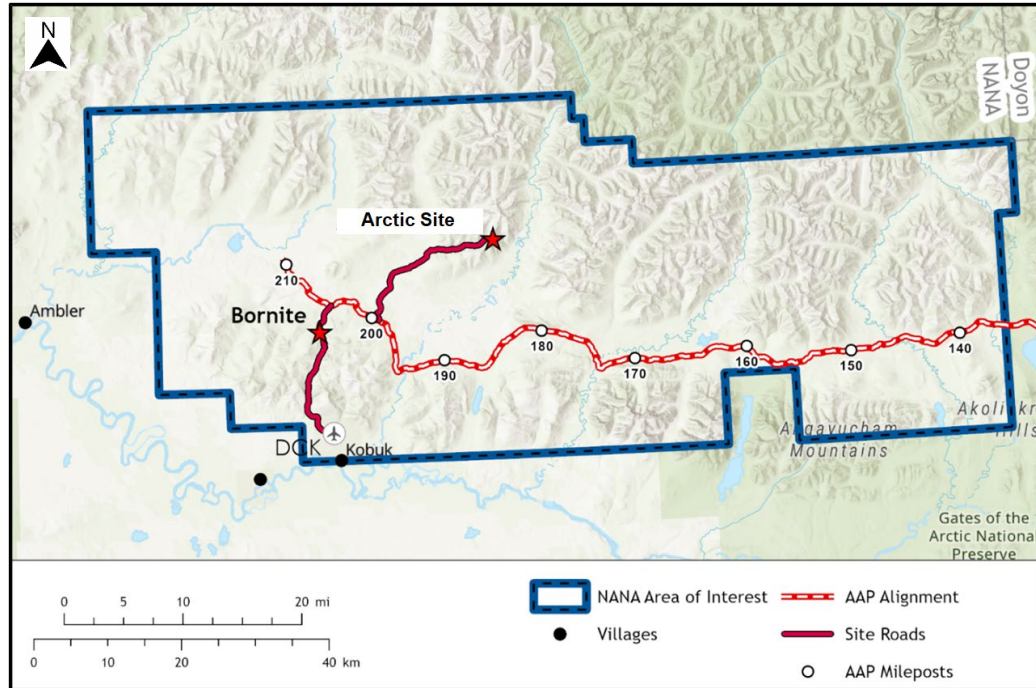 N
Doyon
NANA
Arctic Site
210
Bornite
200
Ambler
180
190
170
160
150
140
DCK
Kobuk
Angayucham
Mountains
Gates of the
Arctic National
Preserve
0 5 10 20 mi
0 10 20 40 km
NANA Area of Interest
Villages
AAP Alignment
Site Roads
AAP Mileposts